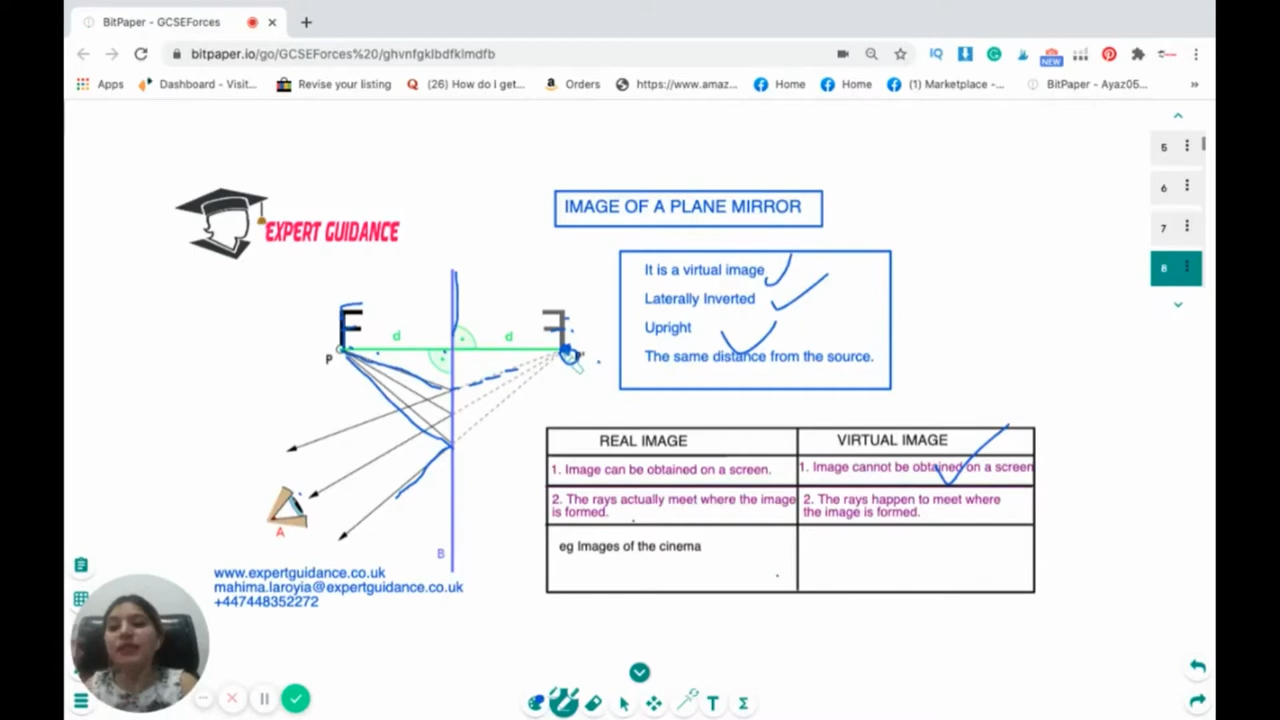 BitPaper - GCSEForces
bitpaper.io/go/GCSEForces%20/ghvnfgklbdfklmdfb
IQ
NEW
Apps
Dashboard - Visit...
Revise your listing
(26) How do I get...
Orders
https://www.amaz...
Home
Home
(1) Marketplace -...
BitPaper - Ayaz05...
5
6
7
8
EXPERT GUIDANCE
IMAGE OF A PLANE MIRROR
It is a virtual image
Laterally Inverted
Upright
The same distance from the source.
F
d
d
F
P
P'
A
B
REAL IMAGE
VIRTUAL IMAGE
1. Image can be obtained on a screen.
1. Image cannot be obtained on a screen
2. The rays actually meet where the image
is formed.
2. The rays happen to meet where
the image is formed.
eg Images of the cinema
www.expertguidance.co.uk
mahima.laroyia@expertguidance.co.uk
+447448352272
T
Σ